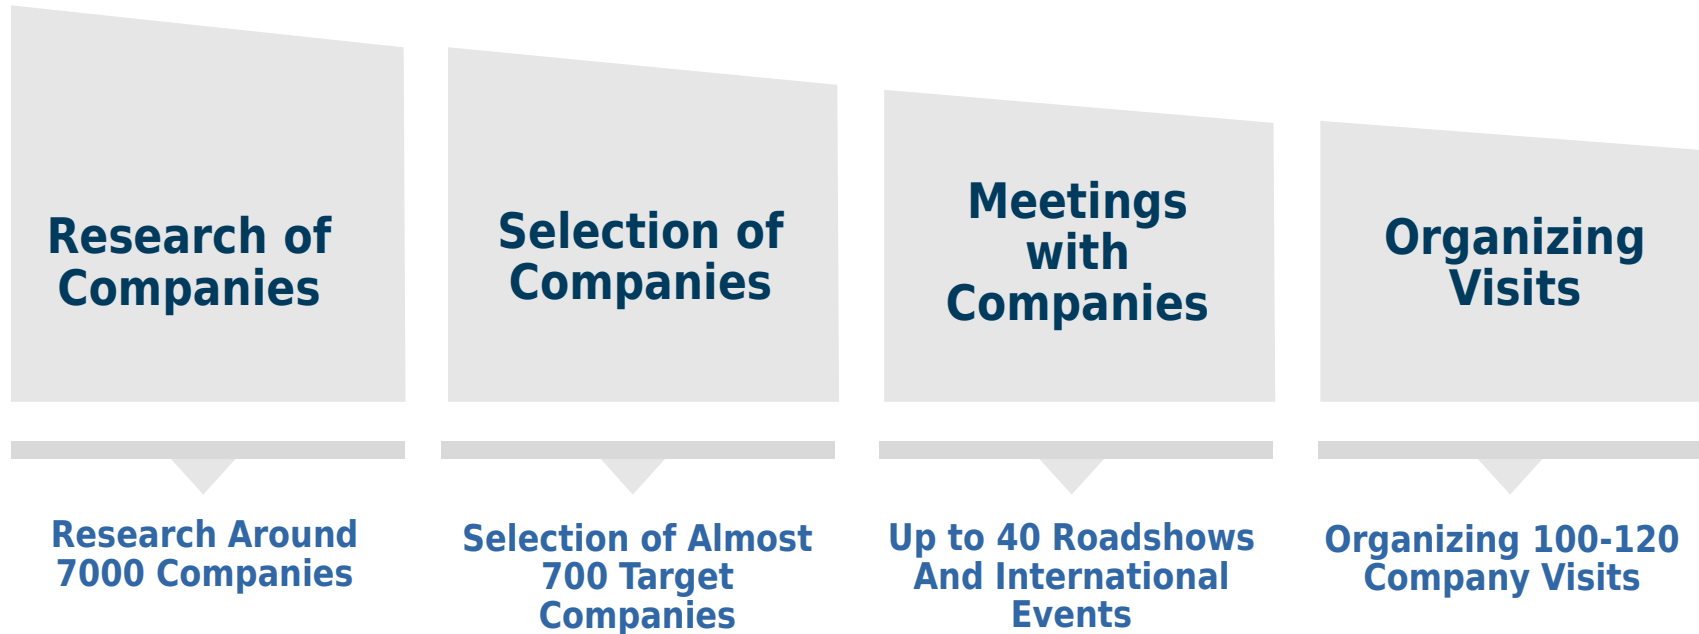 Research of
Companies
Selection of
Companies
Meetings
with
Companies
Organizing
Visits
Research Around
7000 Companies
Selection of Almost
700 Target
Companies
Up to 40 Roadshows
And International
Events
Organizing 100-120
Company Visits